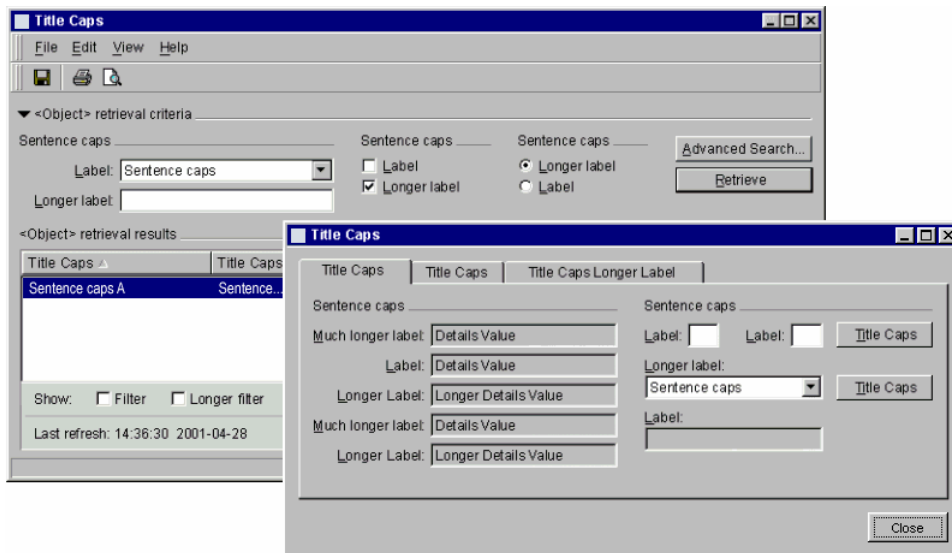 Title Caps
File Edit View Help
<Object> retrieval criteria
Sentence caps
Label: Sentence caps
Longer label:
Sentence caps
Label
Longer label
Sentence caps
Longer label
Label
Advanced Search...
Retrieve
<Object> retrieval results
Title Caps Title Caps
Sentence caps A Sentence...
Show: Filter Longer filter
Last refresh: 14:36:30 2001-04-28
Title Caps
Title Caps Title Caps Title Caps Longer Label
Sentence caps
Much longer label: Details Value
Label: Details Value
Longer Label: Longer Details Value
Much longer label: Details Value
Longer Label: Longer Details Value
Sentence caps
Label: Label: Title Caps
Longer label:
Sentence caps Title Caps
Label:
Close